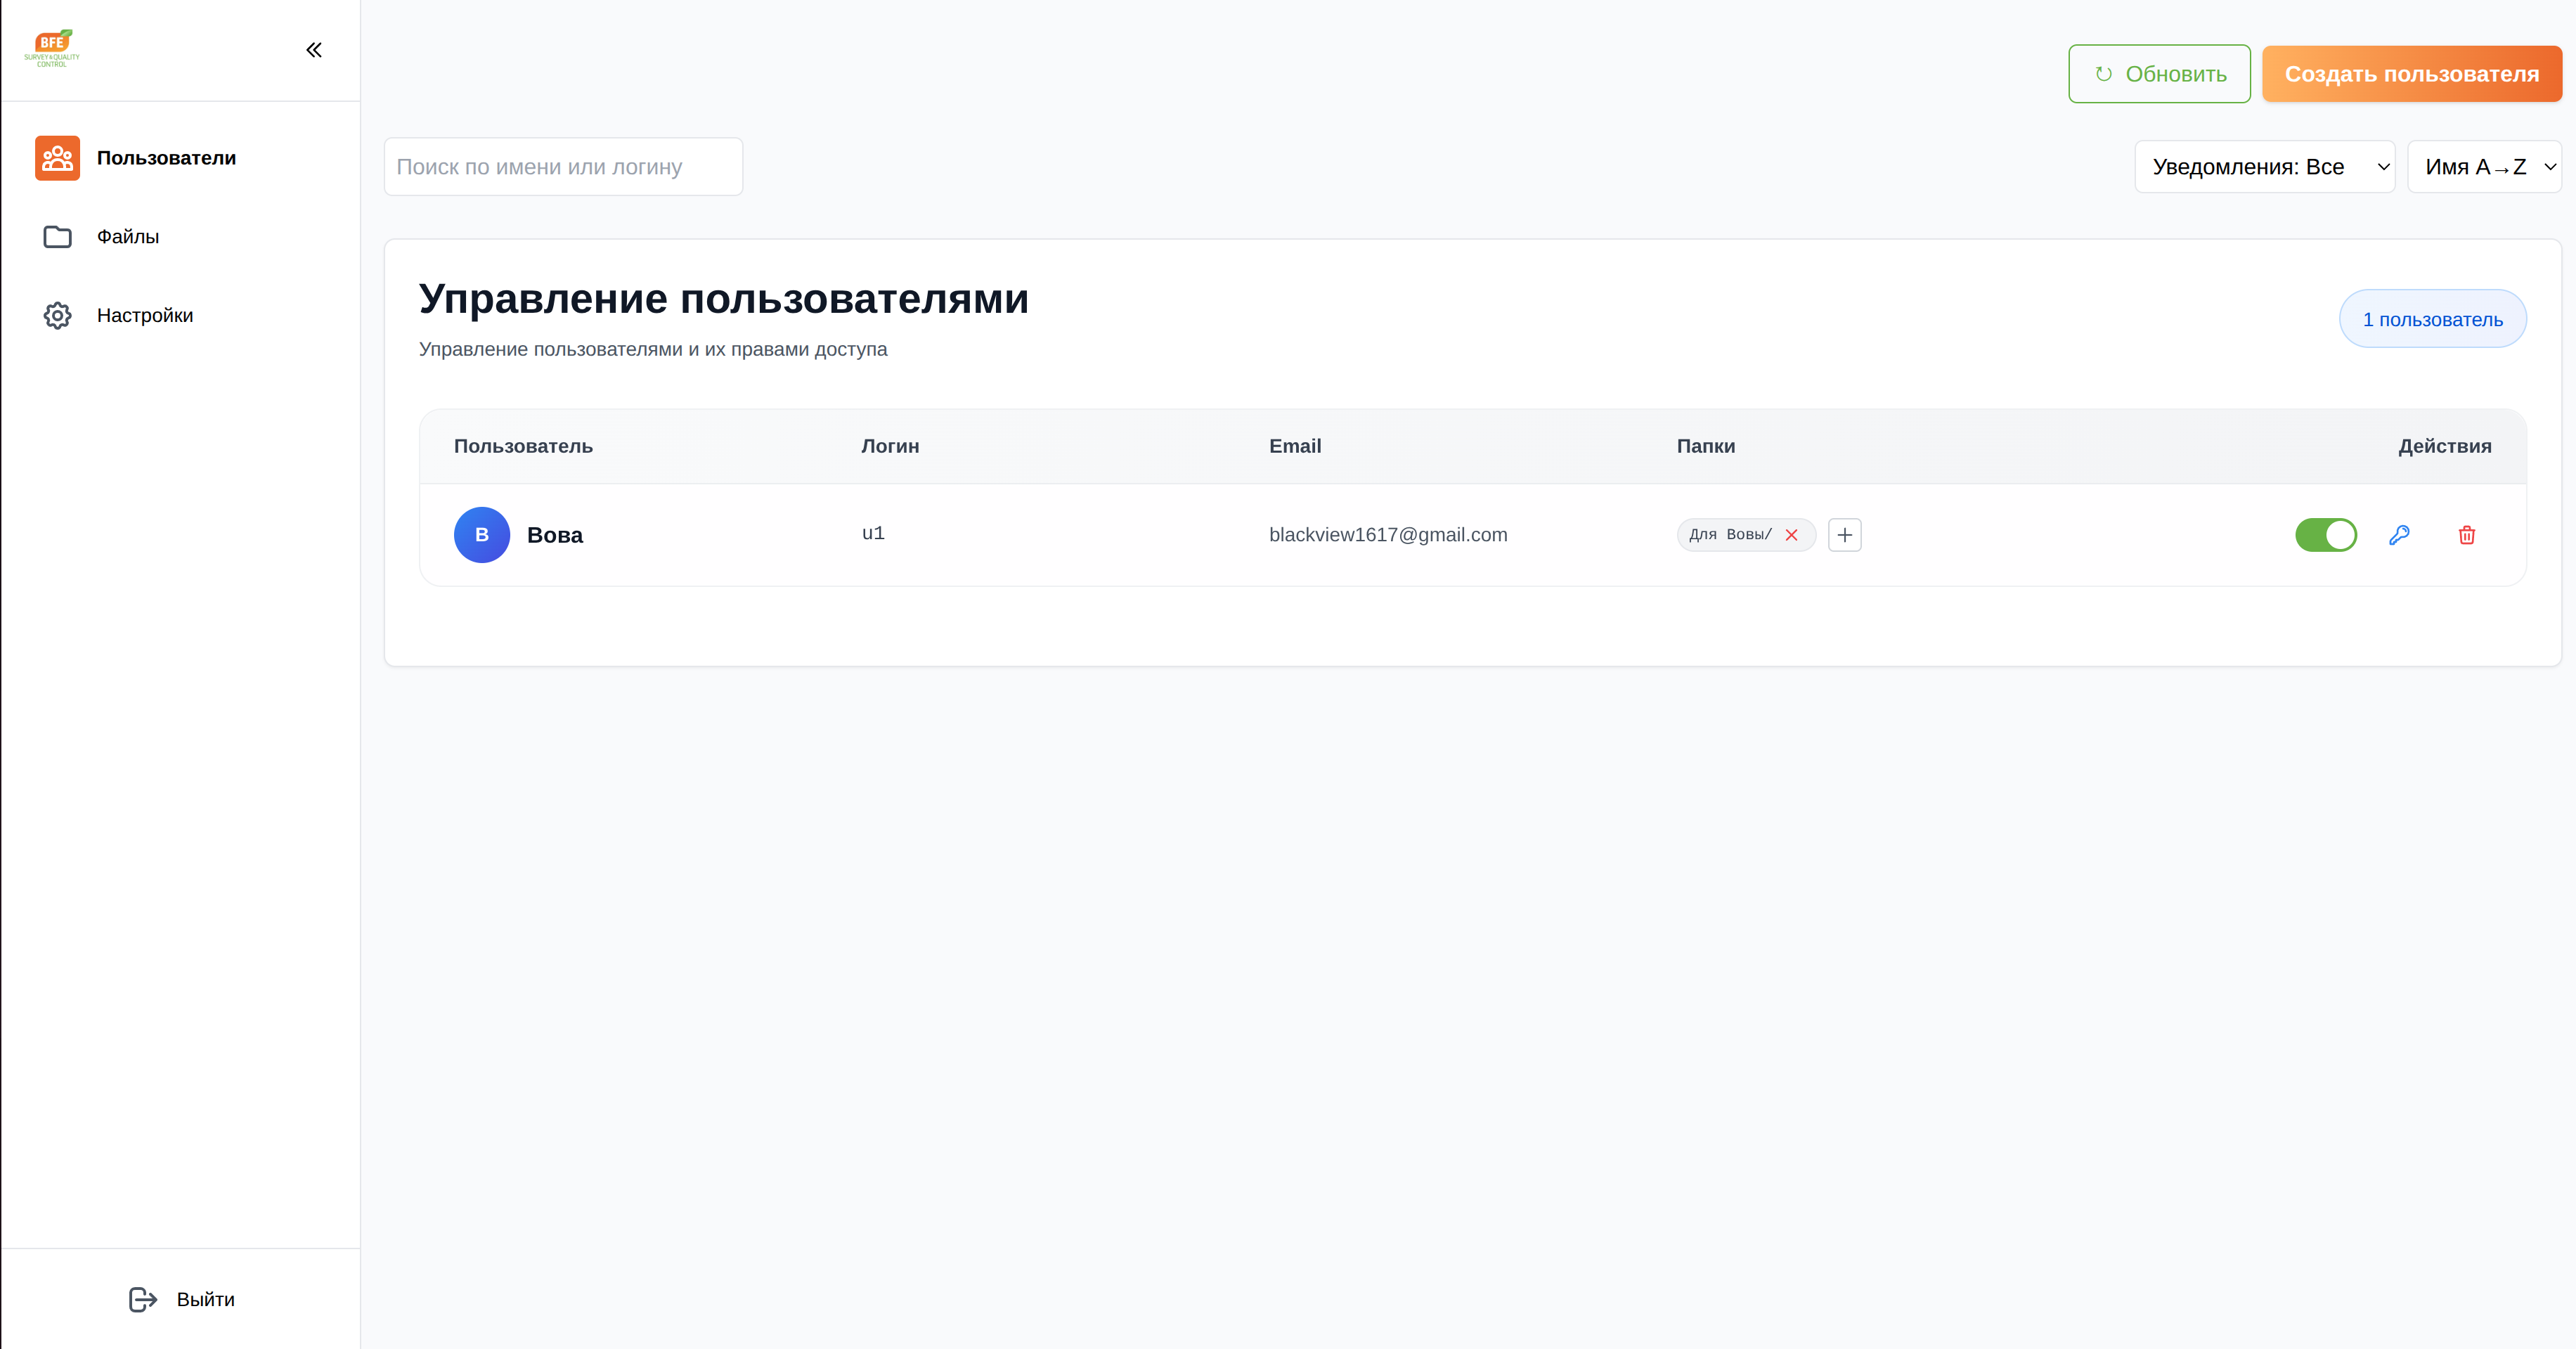 BFE
SURVEY&QUALITY
CONTROL
Обновить
Создать пользователя
Пользователи
Файлы
Настройки
Поиск по имени или логину
Уведомления: Все
Имя A→Z
Управление пользователями
Управление пользователями и их правами доступа
1 пользователь
Пользователь
Логин
Email
Папки
Действия
В
Вова
u1
blackview1617@gmail.com
Для Вовы/
Выйти